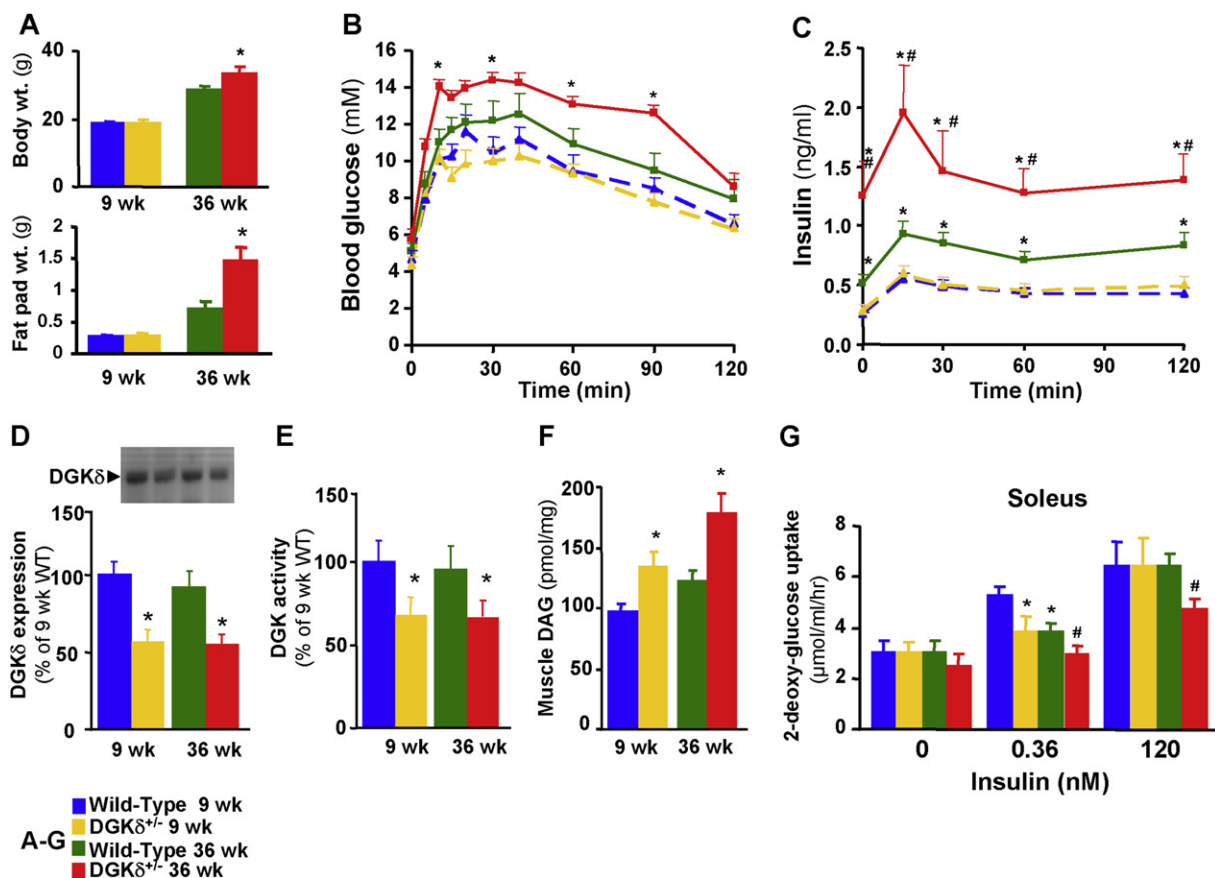 A
Body wt. (g)
40
20
0
9 wk
36 wk
*
Fat pad wt. (g)
2
1.5
1
0.5
0
9 wk
36 wk
*
B
Blood glucose (mM)
16
14
12
10
8
6
4
2
0
* * * *
0 30 60 90 120
Time (min)
C
Insulin (ng/ml)
2.5
2.0
1.5
1.0
0.5
0.0
*#
*#
*#
*#
*#
*
*
*
*
*
0 30 60 90 120
Time (min)
D
DGKδ
DGKδ expression
(% of 9 wk WT)
150
100
50
0
* *
9 wk 36 wk
E
DGK activity
(% of 9 wk WT)
150
100
50
0
* *
9 wk 36 wk
F
Muscle DAG (pmol/mg)
200
150
100
50
0
* *
9 wk 36 wk
G
Soleus
2-deoxy-glucose uptake
(µmol/ml/hr)
8
6
4
2
0
* * # #
0 0.36 120
Insulin (nM)
A-G
Wild-Type 9 wk
DGKδ+/- 9 wk
Wild-Type 36 wk
DGKδ+/- 36 wk